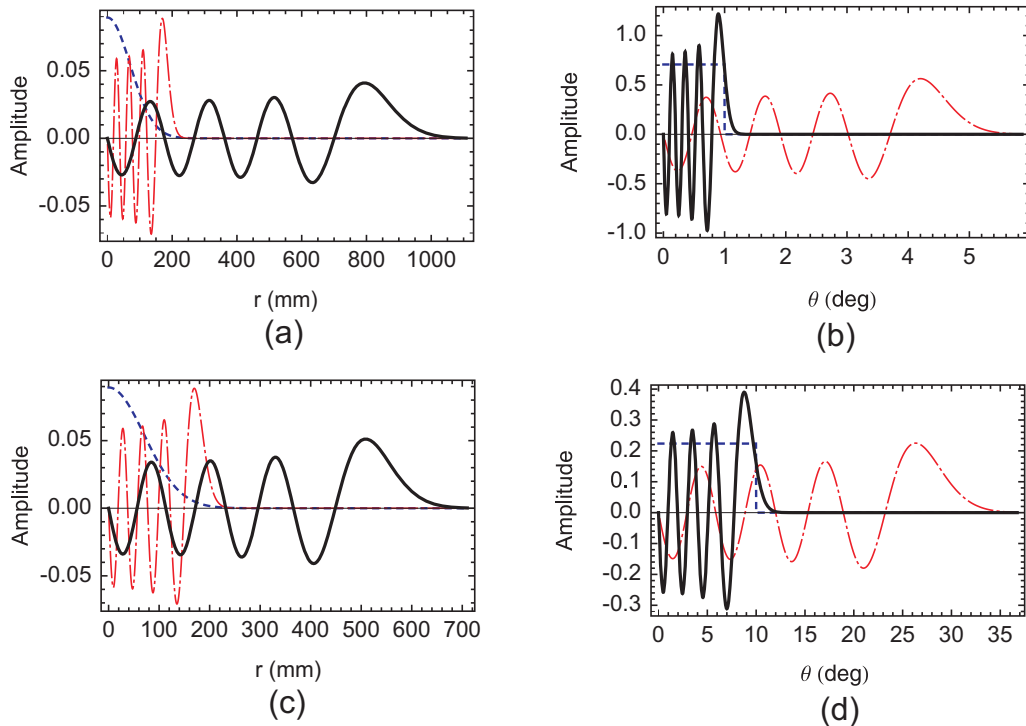 Amplitude
0.05
0.00
-0.05
0 200 400 600 800 1000
r (mm)
(a)
Amplitude
1.0
0.5
0.0
-0.5
-1.0
0 1 2 3 4 5
θ (deg)
(b)
Amplitude
0.05
0.00
-0.05
0 100 200 300 400 500 600 700
r (mm)
(c)
Amplitude
0.4
0.3
0.2
0.1
0.0
-0.1
-0.2
-0.3
0 5 10 15 20 25 30 35
θ (deg)
(d)